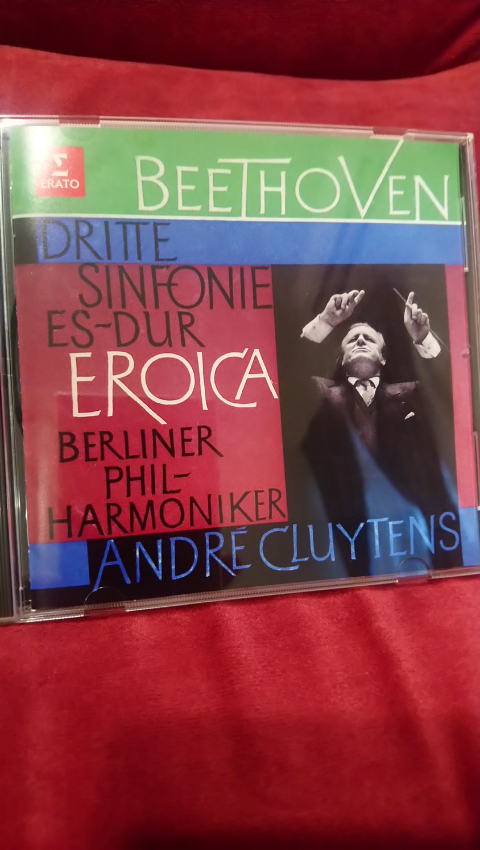 ERATO
BEETHOVEN
DRITTE
SINFONIE
ES-DUR
EROICA
BERLINER
PHIL-
HARMONIKER
ANDRÉ CLUYTENS